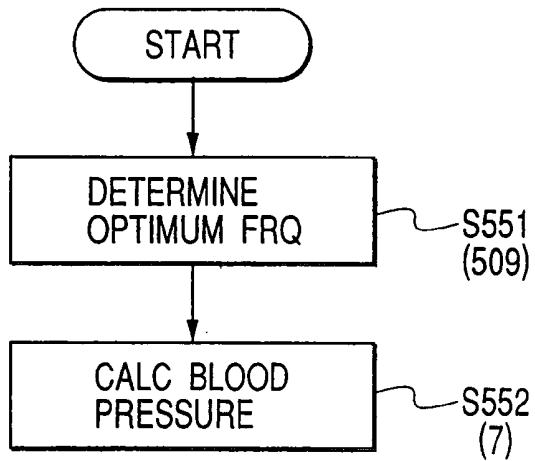 START
DETERMINE
OPTIMUM FRQ
S551
(509)
CALC BLOOD
PRESSURE
S552
(7)